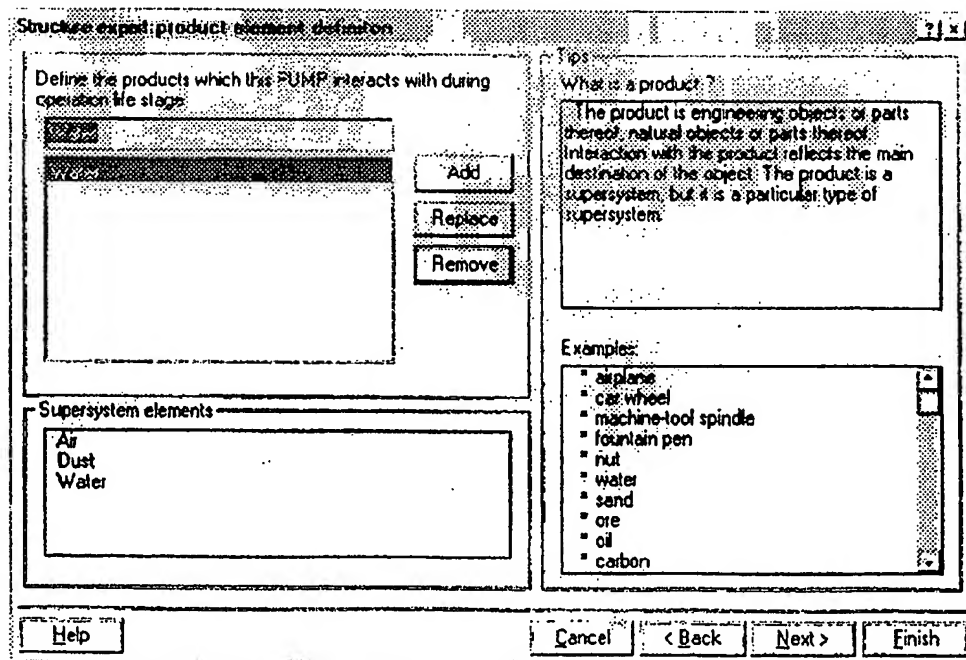 Structure expert: product element definition
? x
Define the products which this PUMP interacts with during
operation life stage
Water
Add
Replace
Remove
Supersystem elements
Air
Dust
Water
Tips
What is a product ?
The product is engineering objects or parts
thereof, natural objects or parts thereof.
Interaction with the product reflects the main
destination of the object. The product is a
supersystem, but it is a particular type of
supersystem.
Examples:
* airplane
* car wheel
* machine-tool spindle
* fountain pen
* nut
* water
* sand
* ore
* oil
* carbon
Help
Cancel
< Back
Next >
Finish